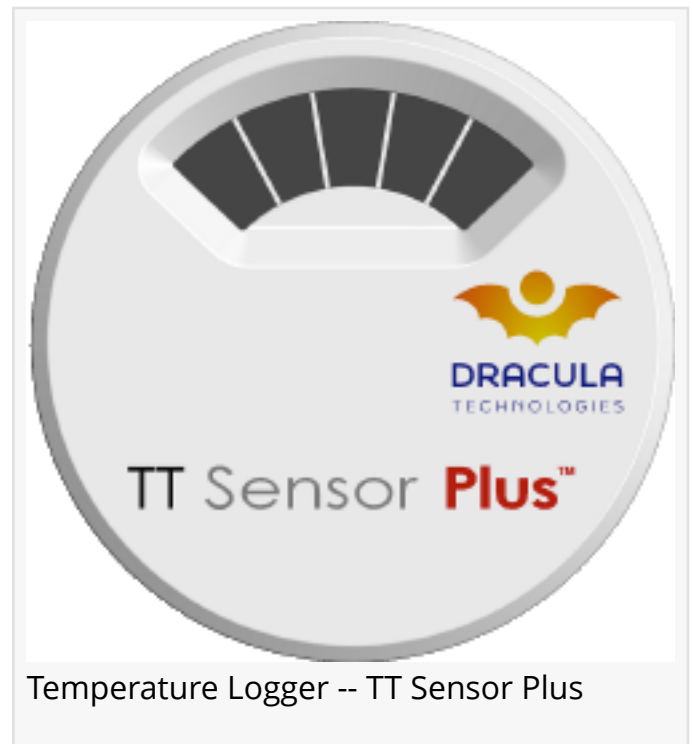 DRACULA
TECHNOLOGIES
TT Sensor Plus™
Temperature Logger -- TT Sensor Plus